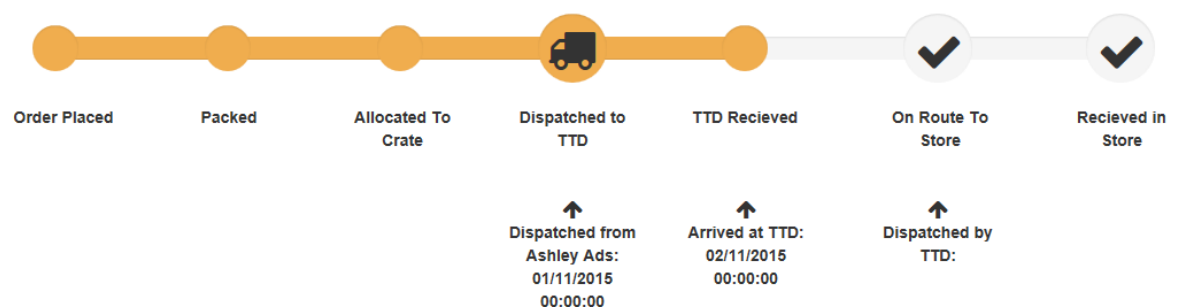 Order Placed
Packed
Allocated To
Crate
Dispatched to
TTD
TTD Recieved
On Route To
Store
Recieved in
Store
Dispatched from
Ashley Ads:
01/11/2015
00:00:00
Arrived at TTD:
02/11/2015
00:00:00
Dispatched by
TTD: